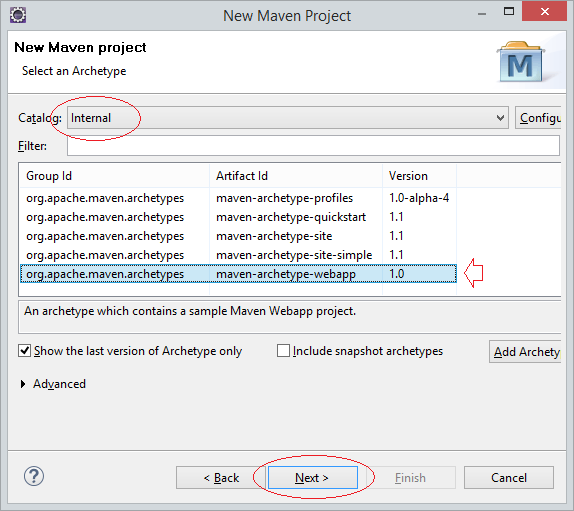 New Maven Project
New Maven project
Select an Archetype
M
Catalog: Internal Configu
Filter:
Group Id Artifact Id Version
org.apache.maven.archetypes maven-archetype-profiles 1.0-alpha-4
org.apache.maven.archetypes maven-archetype-quickstart 1.1
org.apache.maven.archetypes maven-archetype-site 1.1
org.apache.maven.archetypes maven-archetype-site-simple 1.1
org.apache.maven.archetypes maven-archetype-webapp 1.0
An archetype which contains a sample Maven Webapp project.
Show the last version of Archetype only Include snapshot archetypes Add Archety
Advanced
? < Back Next > Finish Cancel